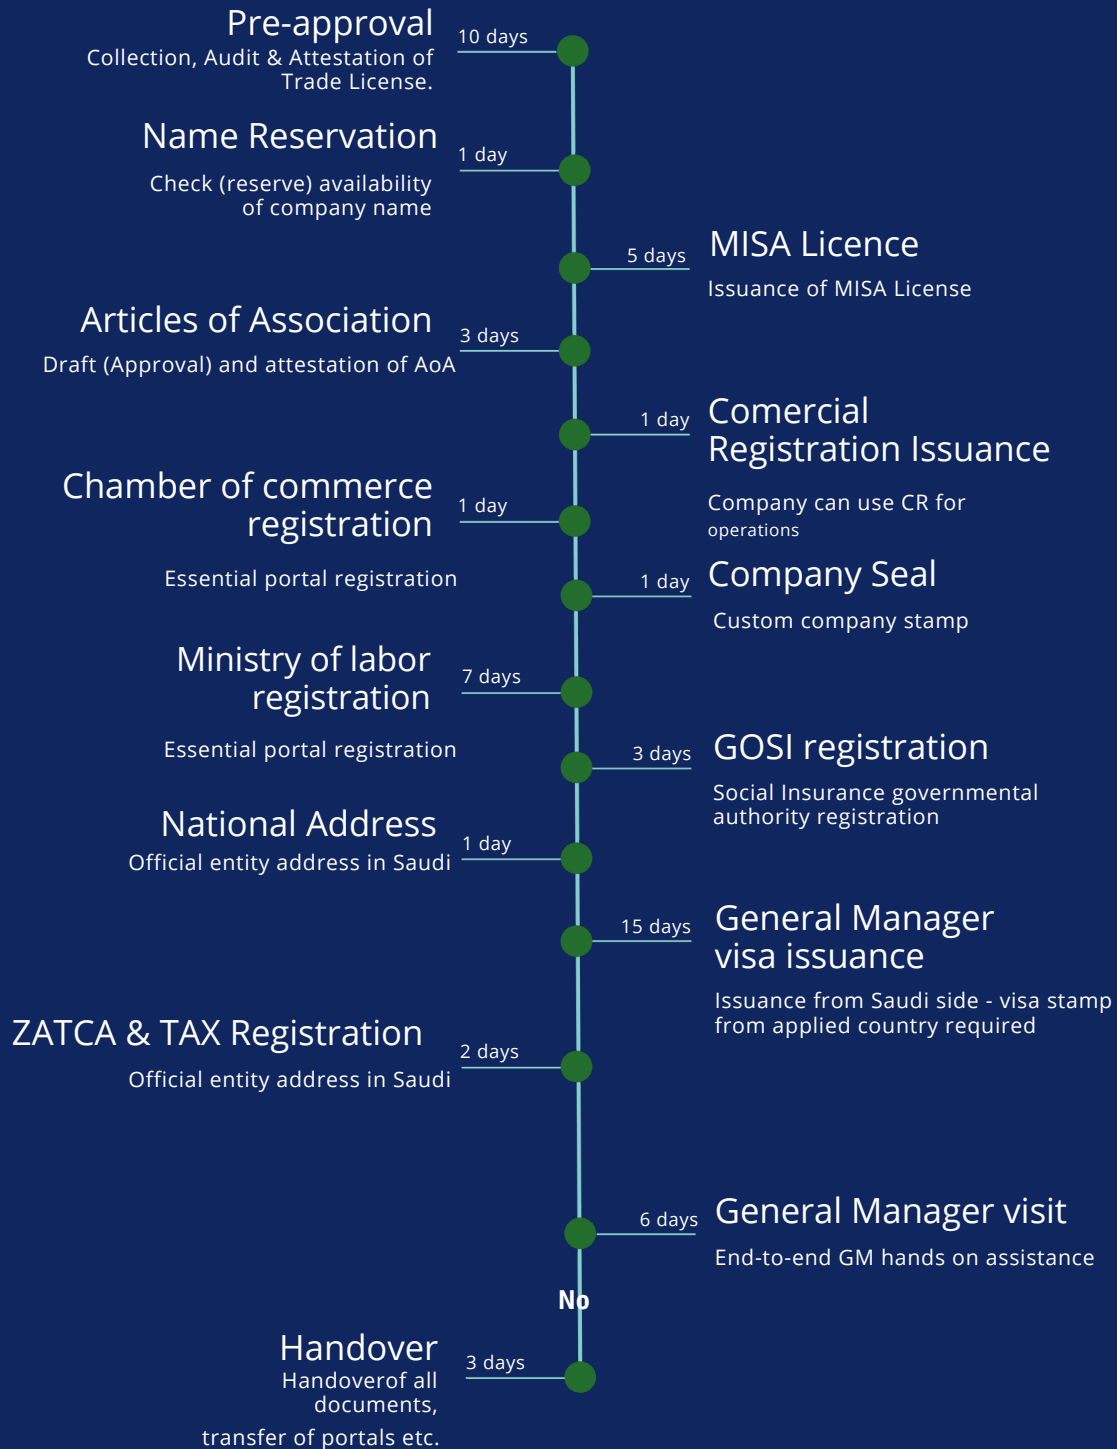 Pre-approval
10 days
Collection, Audit & Attestation of
Trade License.
Name Reservation
1 day
Check (reserve) availability
of company name
5 days
MISA Licence
Issuance of MISA License
Articles of Association
3 days
Draft (Approval) and attestation of AoA
1 day
Comercial
Registration Issuance
Company can use CR for
operations
Chamber of commerce
registration
1 day
Essential portal registration
1 day
Company Seal
Custom company stamp
Ministry of labor
registration
7 days
Essential portal registration
3 days
GOSI registration
Social Insurance governmental
authority registration
National Address
1 day
Official entity address in Saudi
15 days
General Manager
visa issuance
Issuance from Saudi side - visa stamp
from applied country required
ZATCA & TAX Registration
2 days
Official entity address in Saudi
6 days
General Manager visit
End-to-end GM hands on assistance
No
Handover
3 days
Handoverof all
documents,
transfer of portals etc.